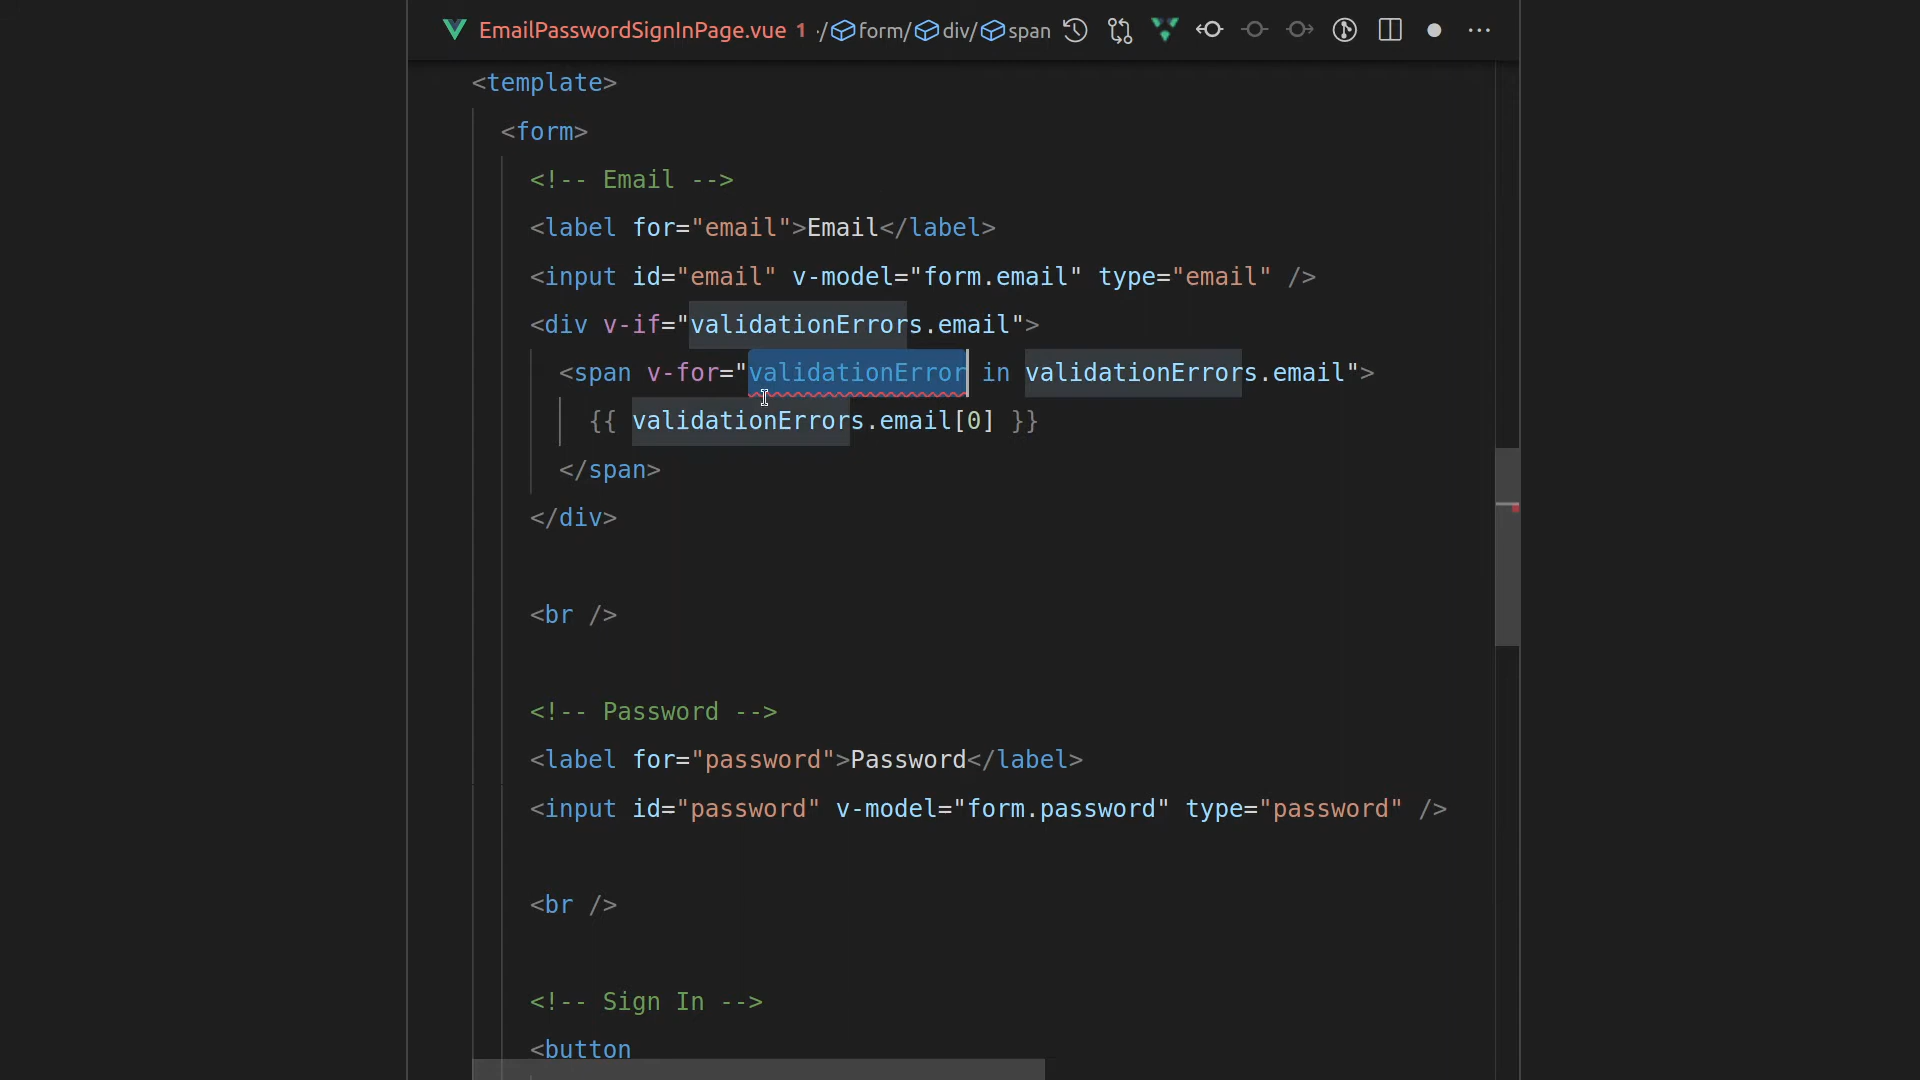 EmailPasswordSignInPage.vue 1 ./form/div/span
<template>
<form>
<!-- Email -->
<label for="email">Email</label>
<input id="email" v-model="form.email" type="email" />
<div v-if="validationErrors.email">
<span v-for="validationError in validationErrors.email">
{{ validationErrors.email[0] }}
</span>
</div>
<br />
<!-- Password -->
<label for="password">Password</label>
<input id="password" v-model="form.password" type="password" />
<br />
<!-- Sign In -->
<button